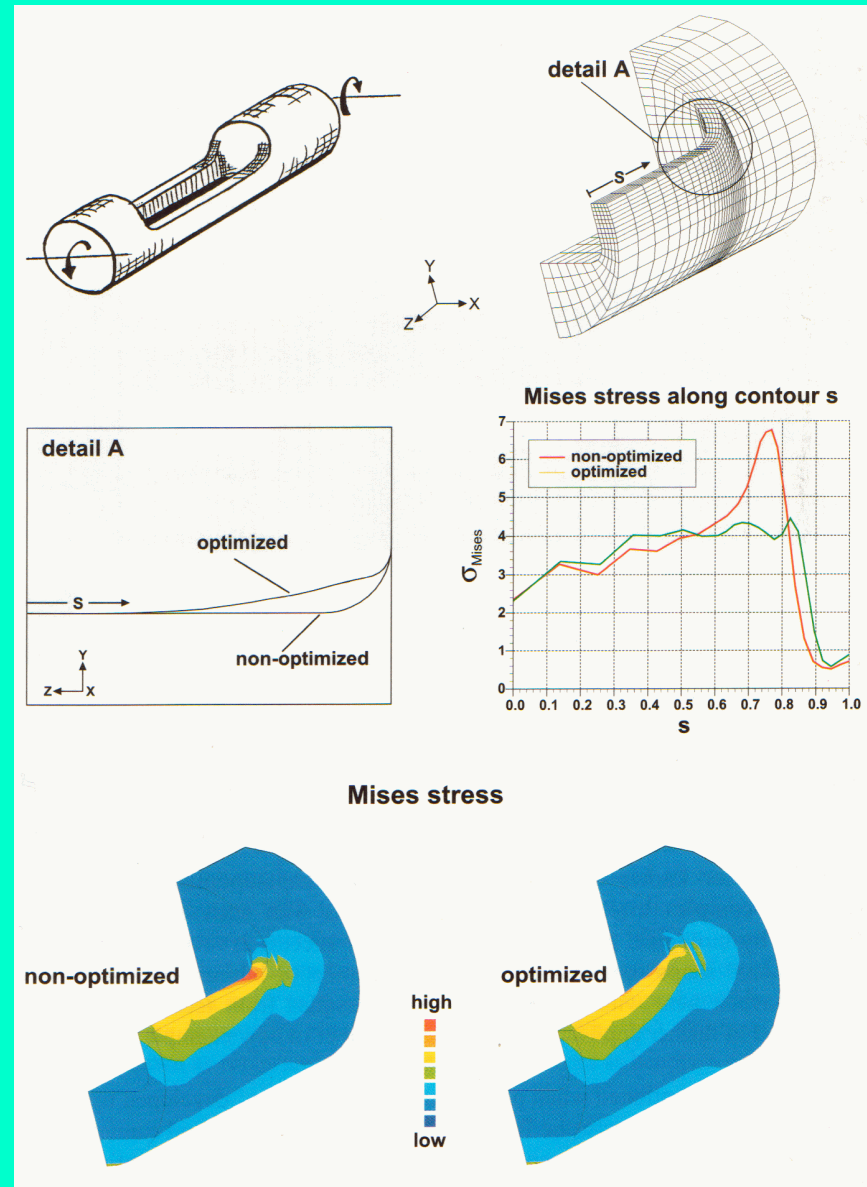 detail A
S
Y
X
Z
detail A
optimized
S
non-optimized
Y
Z
X
Mises stress along contour s
7
6
5
4
3
2
1
0
non-optimized
optimized
σMises
0.0 0.1 0.2 0.3 0.4 0.5 0.6 0.7 0.8 0.9 1.0
s
Mises stress
non-optimized
optimized
high
low